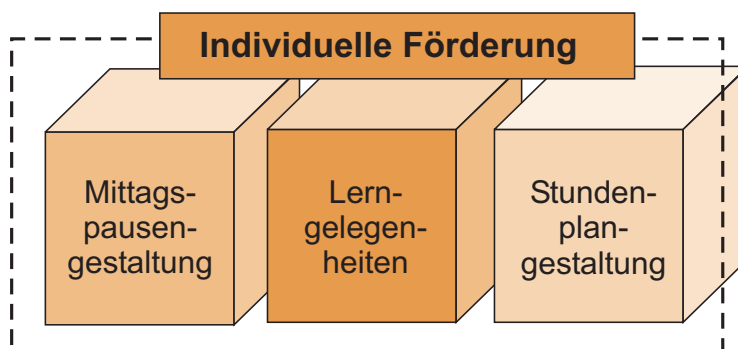 Individuelle Förderung
Mittags-
pausen-
gestaltung
Lern-
gelegen-
heiten
Stunden-
plan-
gestaltung